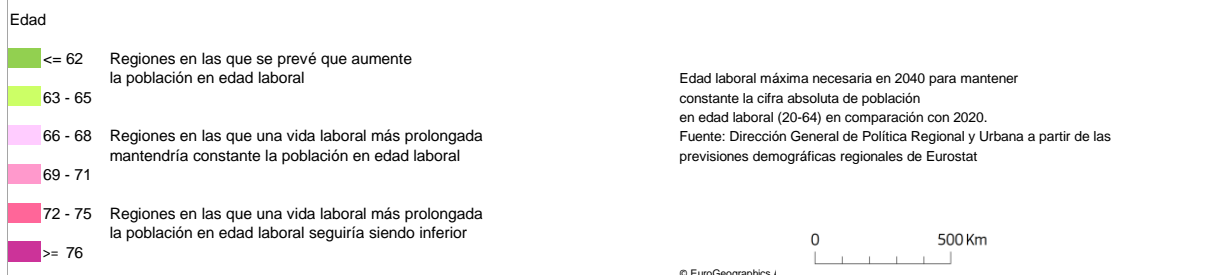 Edad
<= 62 Regiones en las que se prevé que aumente
la población en edad laboral
63 - 65
66 - 68 Regiones en las que una vida laboral más prolongada
mantendría constante la población en edad laboral
69 - 71
72 - 75 Regiones en las que una vida laboral más prolongada
la población en edad laboral seguiría siendo inferior
>= 76
Edad laboral máxima necesaria en 2040 para mantener
constante la cifra absoluta de población
en edad laboral (20-64) en comparación con 2020.
Fuente: Dirección General de Política Regional y Urbana a partir de las
previsiones demográficas regionales de Eurostat
0 500 Km
© EuroGeographics